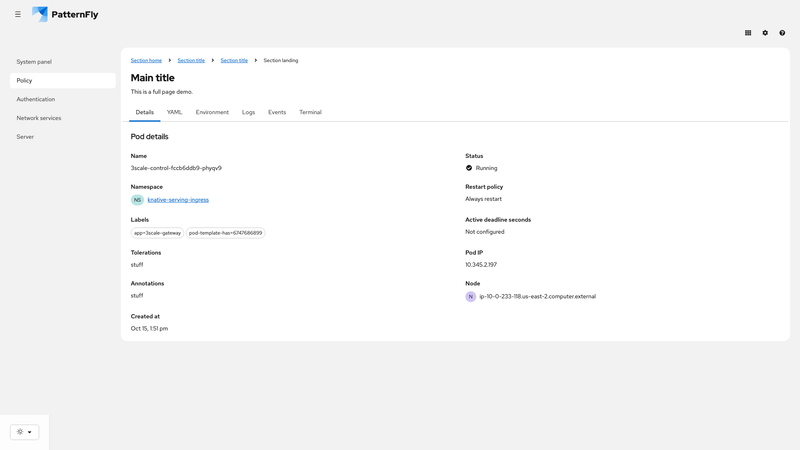 PatternFly
System panel
Policy
Authentication
Network services
Server
Section home
Section title
Section title
Section landing
Main title
This is a full page demo.
Details
YAML
Environment
Logs
Events
Terminal
Pod details
Name
3scale-control-fccb6ddb9-phyqv9
Status
Running
Namespace
NS
knative-serving-ingress
Restart policy
Always restart
Labels
app=3scale-gateway
pod-template-has=6747686899
Active deadline seconds
Not configured
Tolerations
stuff
Pod IP
10.345.2.197
Annotations
stuff
Node
N
ip-10-0-233-118.us-east-2.computer.external
Created at
Oct 15, 1:51 pm